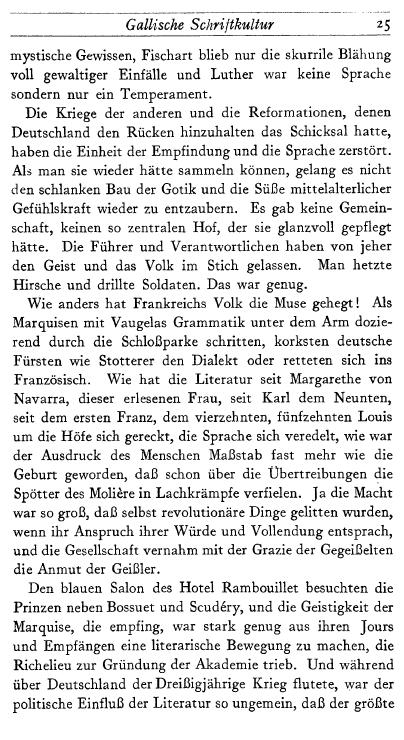 Gallische Schriftkultur 25
mystische Gewissen, Fischart blieb nur die skurrile Blähung
voll gewaltiger Einfälle und Luther war keine Sprache
sondern nur ein Temperament.
Die Kriege der anderen und die Reformationen, denen
Deutschland den Rücken hinzuhalten das Schicksal hatte,
haben die Einheit der Empfindung und die Sprache zerstört.
Als man sie wieder hätte sammeln können, gelang es nicht
den schlanken Bau der Gotik und die Süße mittelalterlicher
Gefühlskraft wieder zu entzaubern. Es gab keine Gemein-
schaft, keinen so zentralen Hof, der sie glanzvoll gepflegt
hätte. Die Führer und Verantwortlichen haben von jeher
den Geist und das Volk im Stich gelassen. Man hetzte
Hirsche und drillte Soldaten. Das war genug.
Wie anders hat Frankreichs Volk die Muse gehegt! Als
Marquisen mit Vaugelas Grammatik unter dem Arm dozie-
rend durch die Schloßparke schritten, korksten deutsche
Fürsten wie Stotterer den Dialekt oder retteten sich ins
Französisch. Wie hat die Literatur seit Margarethe von
Navarra, dieser erlesenen Frau, seit Karl dem Neunten,
seit dem ersten Franz, dem vierzehnten, fünfzehnten Louis
um die Höfe sich gereckt, die Sprache sich veredelt, wie war
der Ausdruck des Menschen Maßstab fast mehr wie die
Geburt geworden, daß schon über die Übertreibungen die
Spötter des Molière in Lachkrämpfe verfielen. Ja die Macht
war so groß, daß selbst revolutionäre Dinge gelitten wurden,
wenn ihr Anspruch ihrer Würde und Vollendung entsprach,
und die Gesellschaft vernahm mit der Grazie der Gegeißelten
die Anmut der Geißler.
Den blauen Salon des Hotel Rambouillet besuchten die
Prinzen neben Bossuet und Scudéry, und die Geistigkeit der
Marquise, die empfing, war stark genug aus ihren Jours
und Empfängen eine literarische Bewegung zu machen, die
Richelieu zur Gründung der Akademie trieb. Und während
über Deutschland der Dreißigjährige Krieg flutete, war der
politische Einfluß der Literatur so ungemein, daß der größte